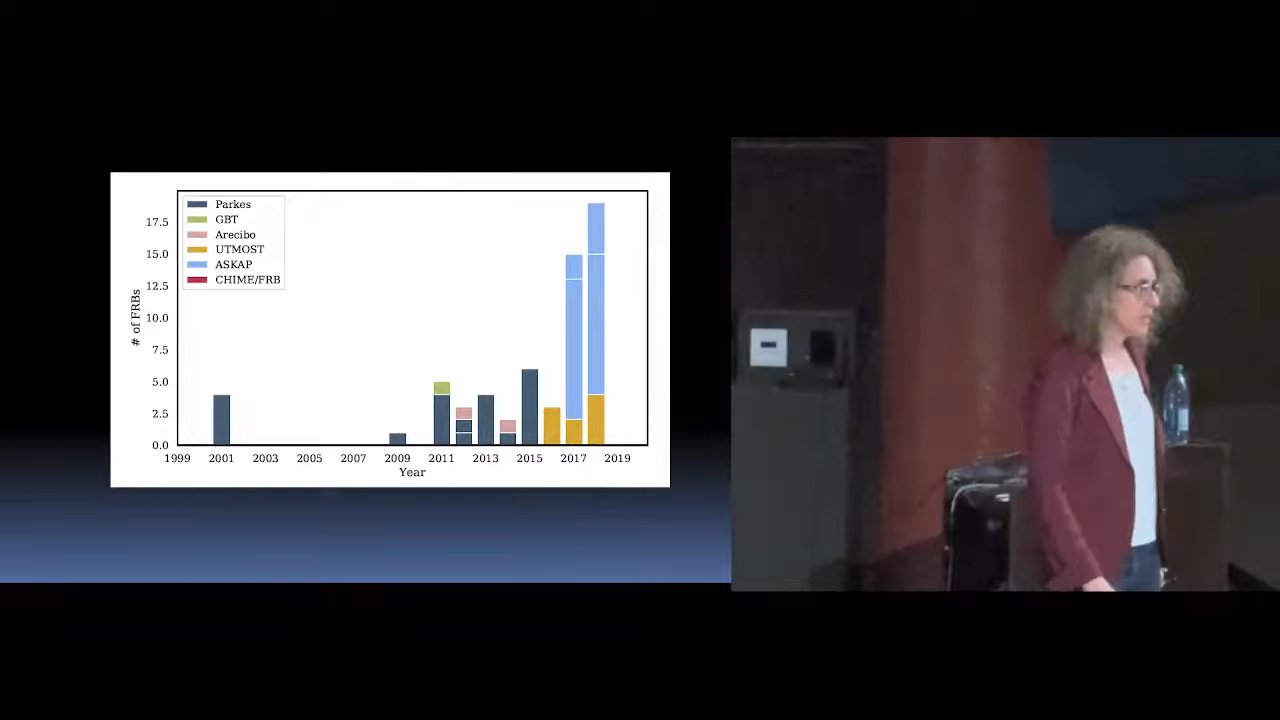 Parkes
GBT
Arecibo
UTMOST
ASKAP
CHIME/FRB
17.5
15.0
12.5
10.0
7.5
5.0
2.5
0.0
# of FRBs
1999 2001 2003 2005 2007 2009 2011 2013 2015 2017 2019
Year